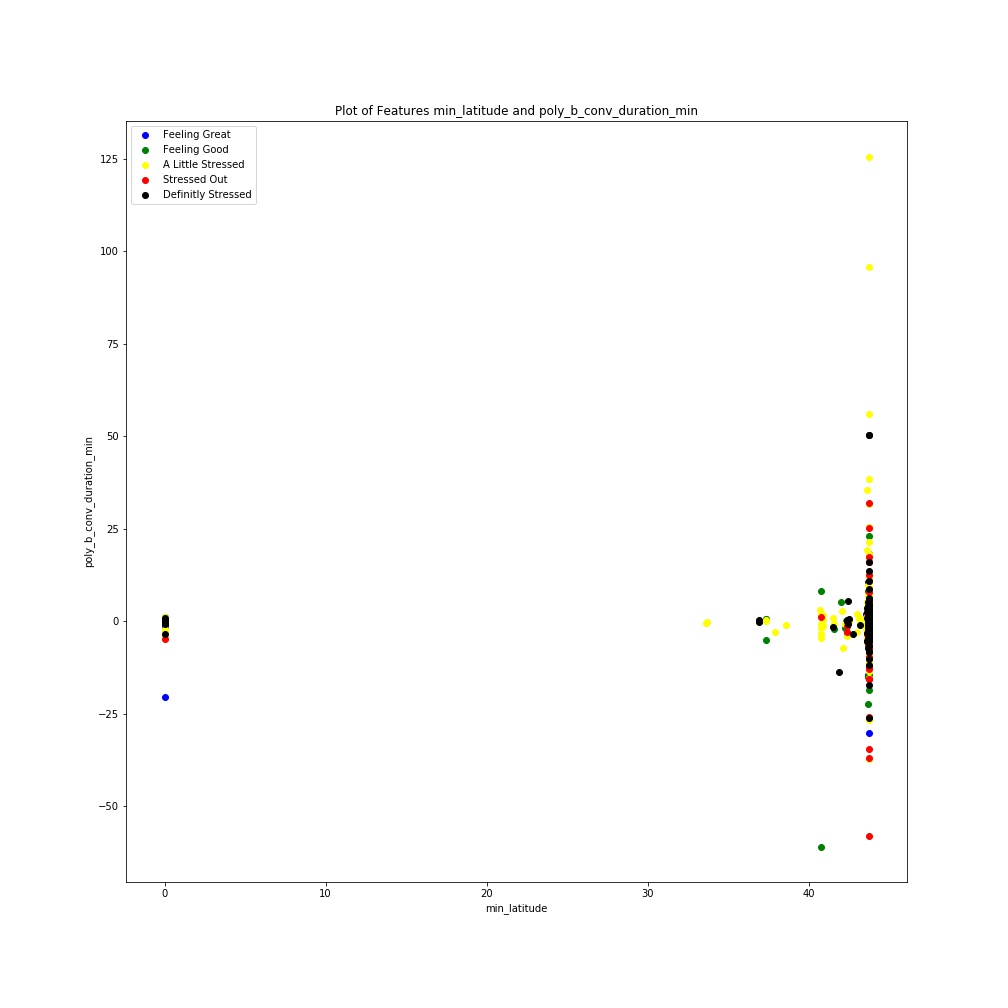 Plot of Features min_latitude and poly_b_conv_duration_min
Feeling Great
Feeling Good
A Little Stressed
Stressed Out
Definitly Stressed
125
100
75
50
25
0
−25
−50
poly_b_conv_duration_min
0 10 20 30 40
min_latitude